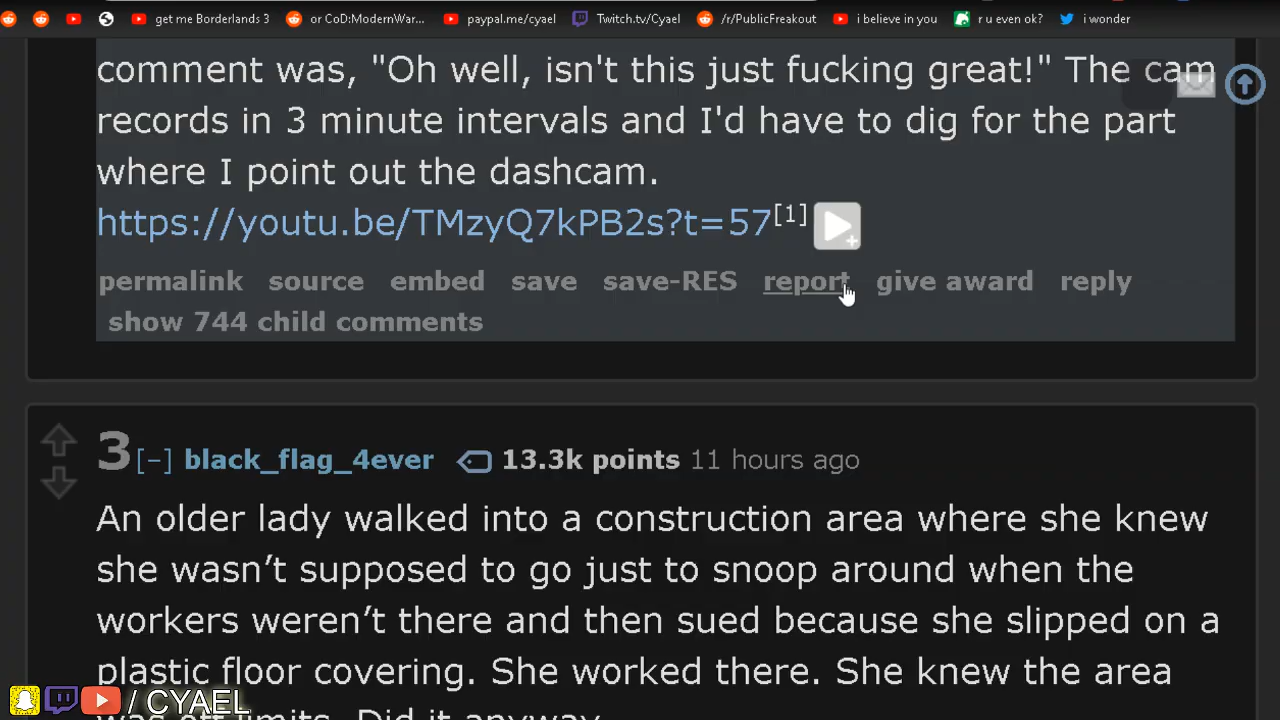 get me Borderlands 3 or CoD:ModernWar... paypal.me/cyael Twitch.tv/Cyael /r/PublicFreakout i believe in you r u even ok? i wonder
comment was, "Oh well, isn't this just fucking great!" The cam
records in 3 minute intervals and I'd have to dig for the part
where I point out the dashcam.
https://youtu.be/TMzyQ7kPB2s?t=57[1]
permalink source embed save save-RES report give award reply
show 744 child comments
3 [–] black_flag_4ever 13.3k points 11 hours ago
An older lady walked into a construction area where she knew
she wasn’t supposed to go just to snoop around when the
workers weren’t there and then sued because she slipped on a
plastic floor covering. She worked there. She knew the area
was off limits. Did it anyway.
/ CYAEL